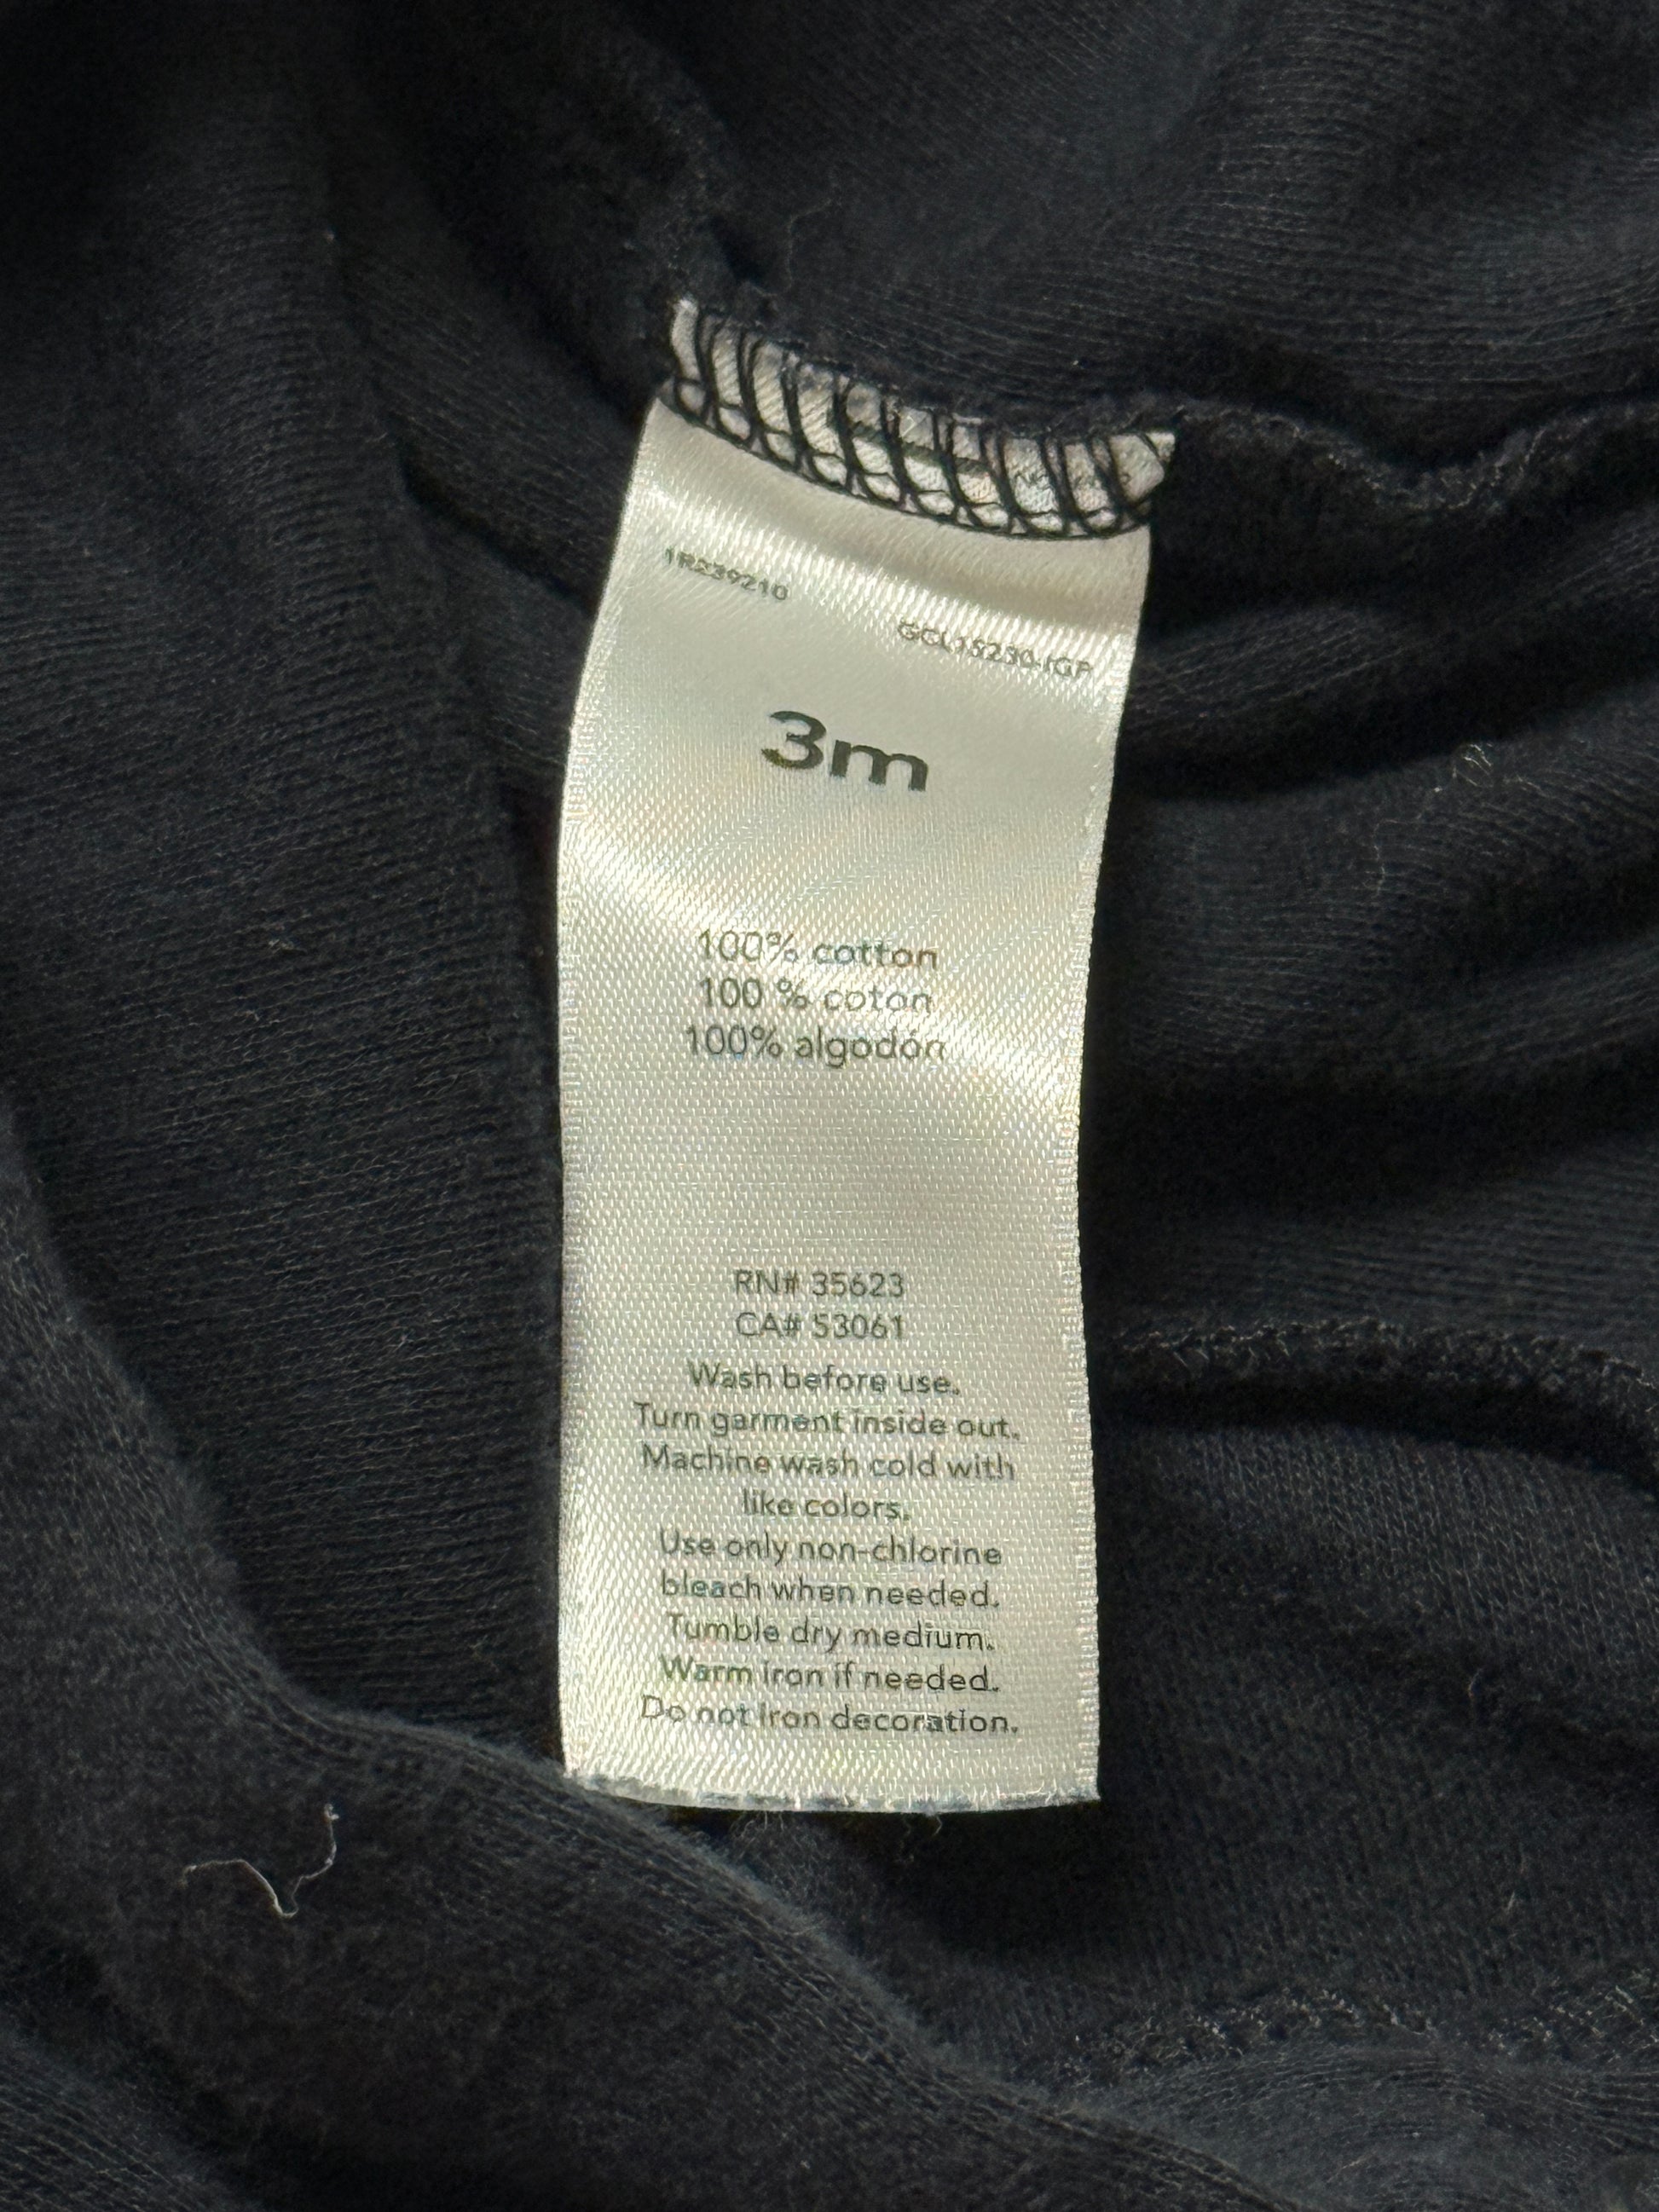 1R239210
GCL1S230-IGP
3m
100% cotton
100 % coton
100% algodón
RN# 35623
CA# 53061
Wash before use.
Turn garment inside out.
Machine wash cold with
like colors.
Use only non-chlorine
bleach when needed.
Tumble dry medium.
Warm iron if needed.
Do not iron decoration.